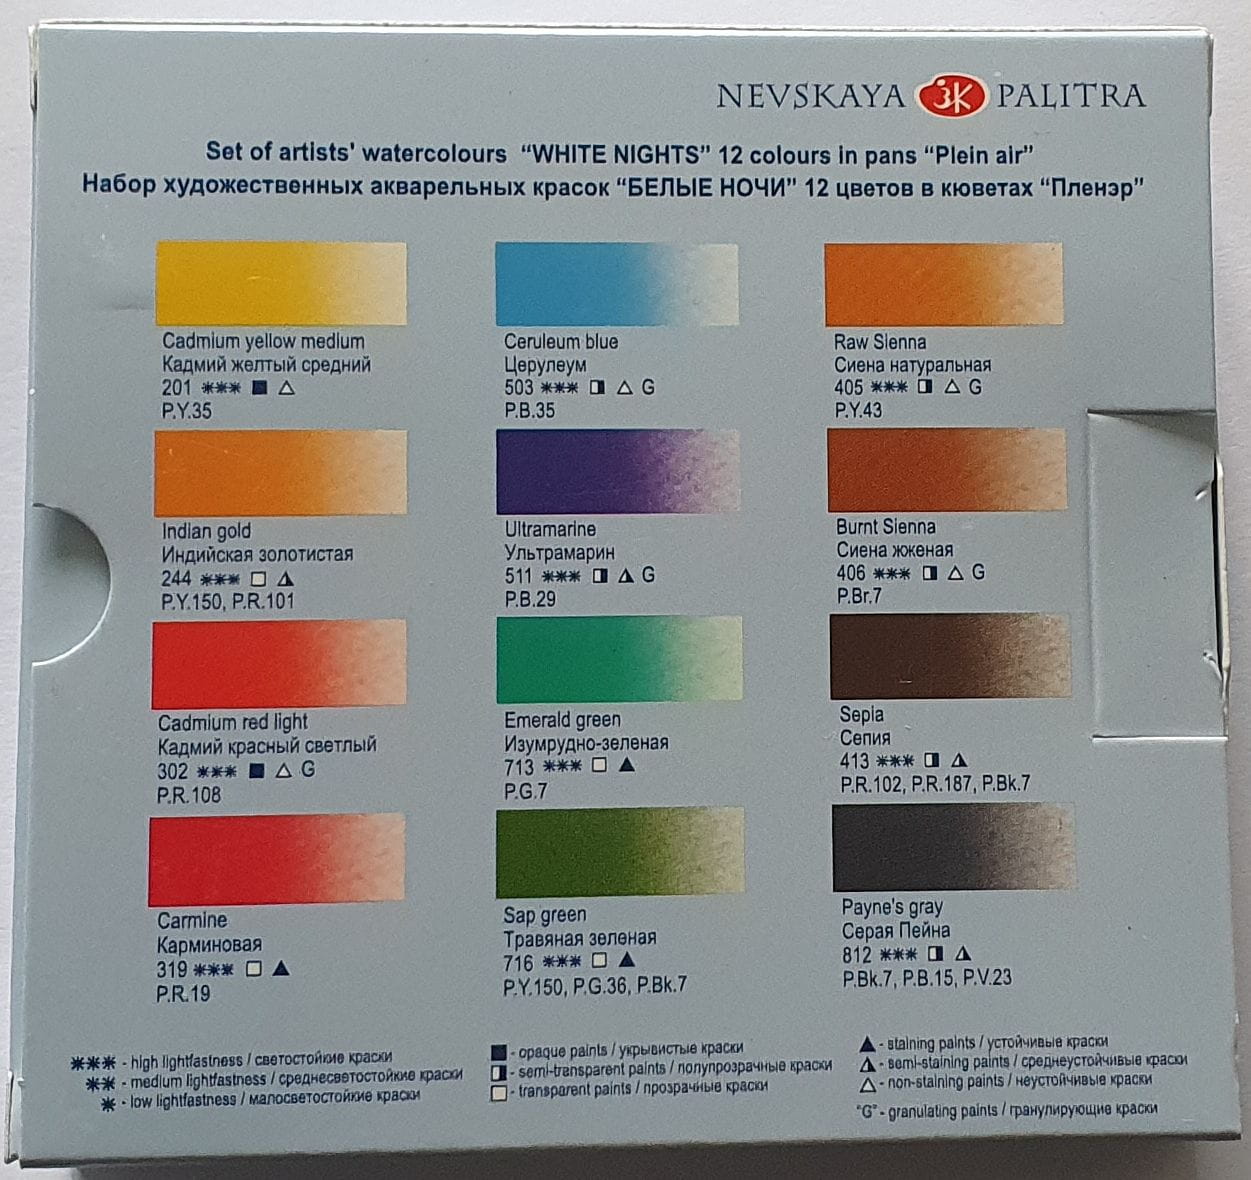 NEVSKAYA ЗК PALITRA
Set of artists' watercolours “WHITE NIGHTS” 12 colours in pans “Plein air”
Набор художественных акварельных красок “БЕЛЫЕ НОЧИ” 12 цветов в кюветах “Пленэр”
Cadmium yellow medium
Кадмий желтый средний
201 ✳✳✳ ■ △
P.Y.35
Ceruleum blue
Церулеум
503 ✳✳✳ ◨ △ G
P.B.35
Raw Sienna
Сиена натуральная
405 ✳✳✳ ◨ △ G
P.Y.43
Indian gold
Индийская золотистая
244 ✳✳✳ □ ◮
P.Y.150, P.R.101
Ultramarine
Ультрамарин
511 ✳✳✳ ◨ ◮ G
P.B.29
Burnt Sienna
Сиена жженая
406 ✳✳✳ ◨ △ G
P.Br.7
Cadmium red light
Кадмий красный светлый
302 ✳✳✳ ■ △ G
P.R.108
Emerald green
Изумрудно-зеленая
713 ✳✳✳ □ ▲
P.G.7
Sepia
Сепия
413 ✳✳✳ ◨ ◮
P.R.102, P.R.187, P.Bk.7
Carmine
Карминовая
319 ✳✳✳ □ ▲
P.R.19
Sap green
Травяная зеленая
716 ✳✳✳ □ ▲
P.Y.150, P.G.36, P.Bk.7
Payne's gray
Серая Пейна
812 ✳✳✳ ◨ ◮
P.Bk.7, P.B.15, P.V.23
✳✳✳ - high lightfastness / светостойкие краски
✳✳ - medium lightfastness / среднесветостойкие краски
✳ - low lightfastness / малосветостойкие краски
■ - opaque paints / укрывистые краски
◨ - semi-transparent paints / полупрозрачные краски
□ - transparent paints / прозрачные краски
▲ - staining paints / устойчивые краски
◮ - semi-staining paints / среднеустойчивые краски
△ - non-staining paints / неустойчивые краски
"G" - granulating paints / гранулирующие краски